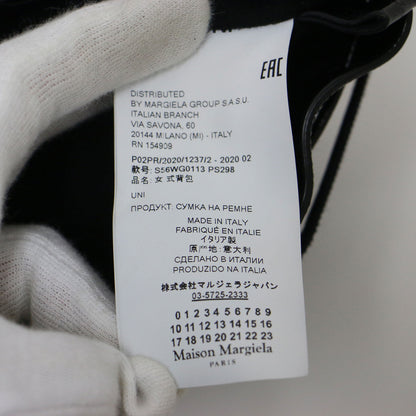 EAC
DISTRIBUTED
BY MARGIELA GROUP S.A.S.U.
ITALIAN BRANCH
VIA SAVONA, 60
20144 MILANO (MI) - ITALY
RN 154909
P02PR/2020/1237/2 - 2020 02
款号: S56WG0113 PS298
品名: 女 式背包
UNI
ПРОДУКТ: СУМКА НА РЕМНЕ
MADE IN ITALY
FABRIQUÉ EN ITALIE
イタリア製
原产地: 意大利
СДЕЛАНО В ИТАЛИИ
PRODUZIDO NA ITALIA
株式会社マルジェラジャパン
03-5725-2333
0 1 2 3 4 5 6 7 8 9
10 11 12 13 14 15 16
17 18 19 20 21 22 23
Maison Margiela
PARIS